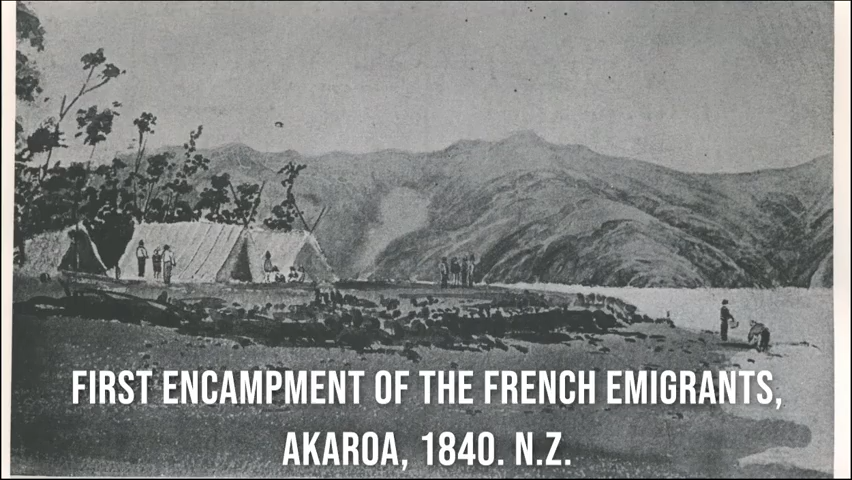 FIRST ENCAMPMENT OF THE FRENCH EMIGRANTS,
AKAROA, 1840. N.Z.